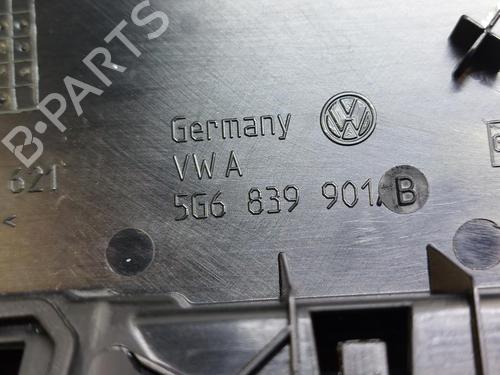 B-PARTS
Germany
VW A
621
5G6 839 901 B
<